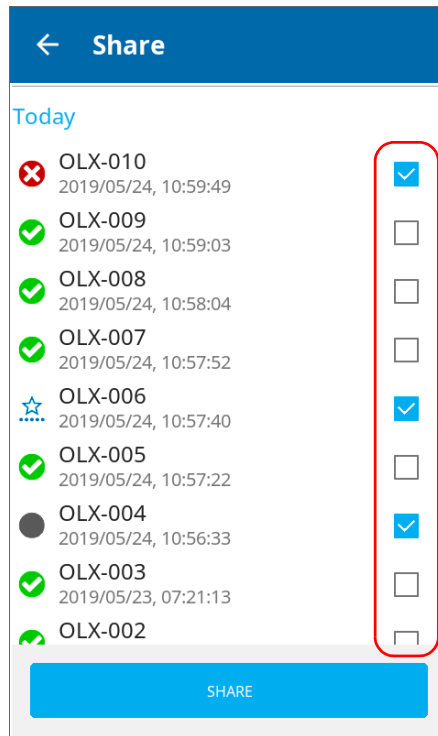 Share
Today
OLX-010
2019/05/24, 10:59:49
OLX-009
2019/05/24, 10:59:03
OLX-008
2019/05/24, 10:58:04
OLX-007
2019/05/24, 10:57:52
OLX-006
2019/05/24, 10:57:40
OLX-005
2019/05/24, 10:57:22
OLX-004
2019/05/24, 10:56:33
OLX-003
2019/05/23, 07:21:13
OLX-002
SHARE